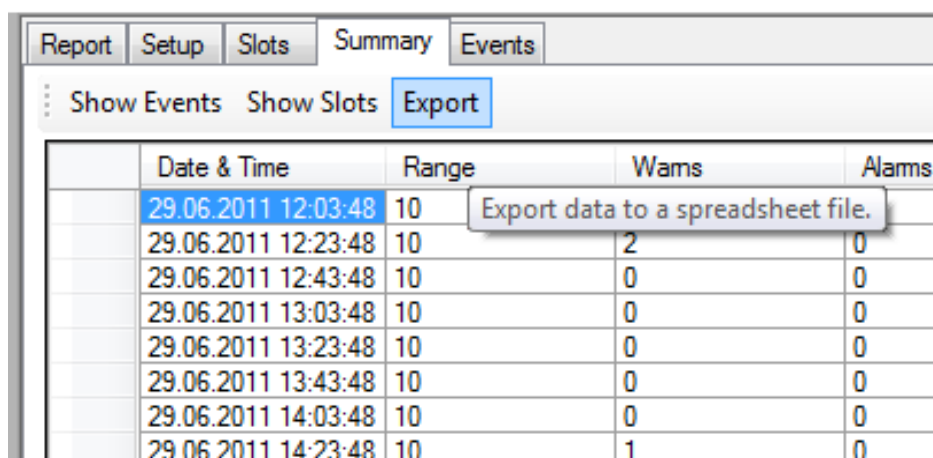 Report Setup Slots Summary Events
Show Events Show Slots Export
Date & Time Range Warns Alarms
29.06.2011 12:03:48 10 Export data to a spreadsheet file.
29.06.2011 12:23:48 10 2 0
29.06.2011 12:43:48 10 0 0
29.06.2011 13:03:48 10 0 0
29.06.2011 13:23:48 10 0 0
29.06.2011 13:43:48 10 0 0
29.06.2011 14:03:48 10 0 0
29.06.2011 14:23:48 10 1 0